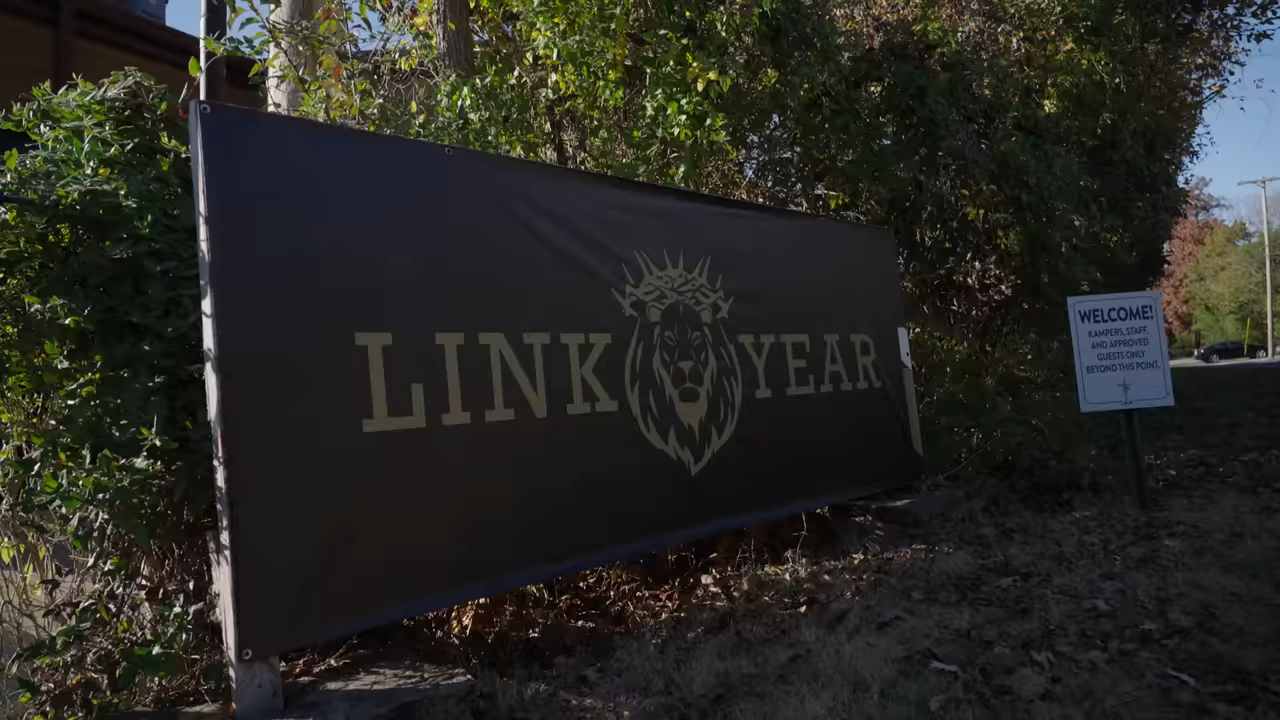 LINK YEAR
WELCOME!
KAMPERS, STAFF,
AND APPROVED
GUESTS ONLY
BEYOND THIS POINT.